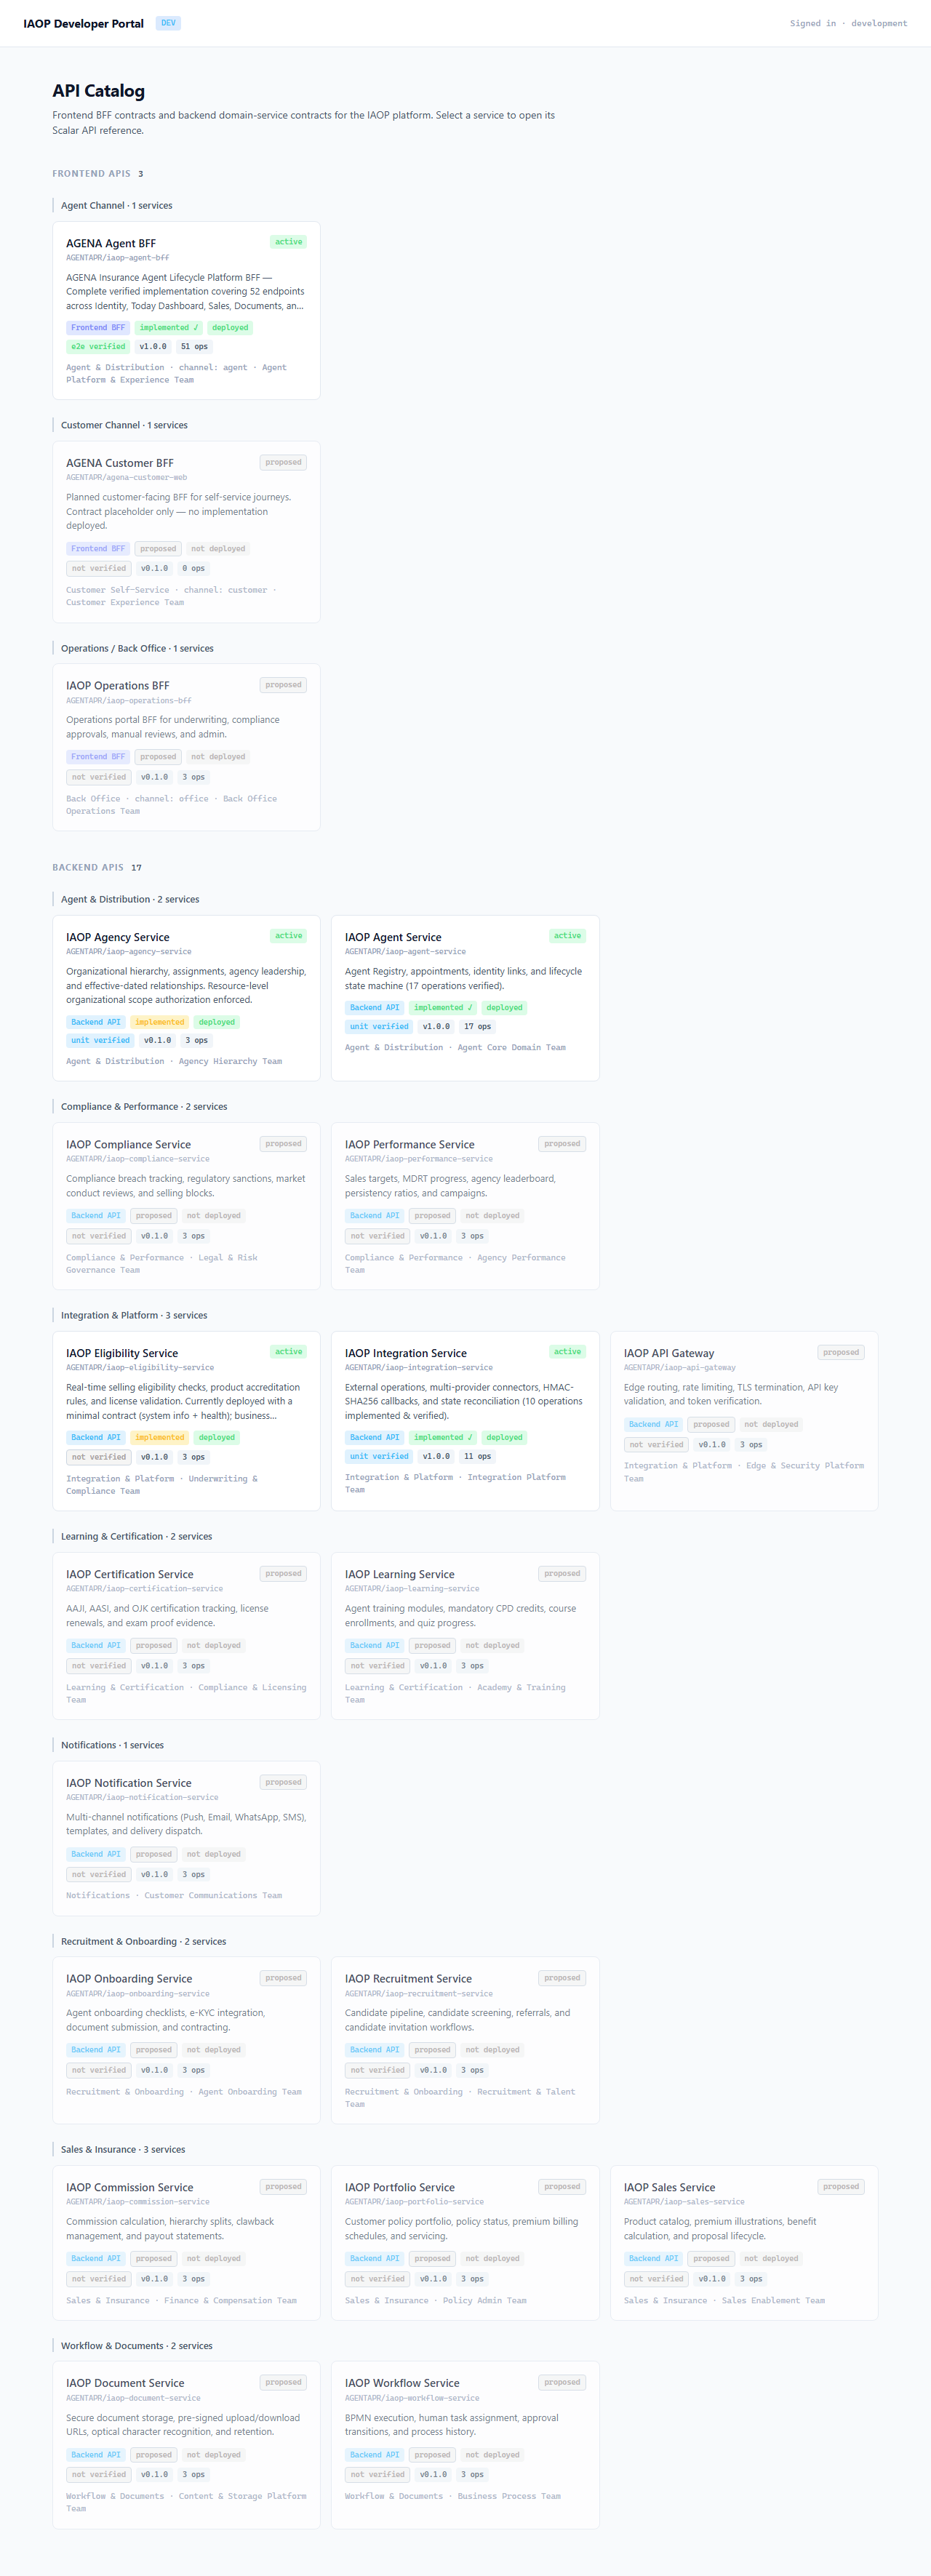 IAOP Developer Portal DEV
Signed in · development
API Catalog
Frontend BFF contracts and backend domain-service contracts for the IAOP platform. Select a service to open its
Scalar API reference.
FRONTEND APIS 3
Agent Channel · 1 services
AGENA Agent BFF active
AGENTAPR/iaop-agent-bff
AGENA Insurance Agent Lifecycle Platform BFF —
Complete verified implementation covering 52 endpoints
across Identity, Today Dashboard, Sales, Documents, an...
Frontend BFF implemented ✓ deployed
e2e verified v1.0.0 51 ops
Agent & Distribution · channel: agent · Agent
Platform & Experience Team
Customer Channel · 1 services
AGENA Customer BFF proposed
AGENTAPR/agena-customer-web
Planned customer-facing BFF for self-service journeys.
Contract placeholder only — no implementation
deployed.
Frontend BFF proposed not deployed
not verified v0.1.0 0 ops
Customer Self-Service · channel: customer ·
Customer Experience Team
Operations / Back Office · 1 services
IAOP Operations BFF proposed
AGENTAPR/iaop-operations-bff
Operations portal BFF for underwriting, compliance
approvals, manual reviews, and admin.
Frontend BFF proposed not deployed
not verified v0.1.0 3 ops
Back Office · channel: office · Back Office
Operations Team
BACKEND APIS 17
Agent & Distribution · 2 services
IAOP Agency Service active
AGENTAPR/iaop-agency-service
Organizational hierarchy, assignments, agency leadership,
and effective-dated relationships. Resource-level
organizational scope authorization enforced.
Backend API implemented deployed
unit verified v0.1.0 3 ops
Agent & Distribution · Agency Hierarchy Team
IAOP Agent Service active
AGENTAPR/iaop-agent-service
Agent Registry, appointments, identity links, and lifecycle
state machine (17 operations verified).
Backend API implemented ✓ deployed
unit verified v1.0.0 17 ops
Agent & Distribution · Agent Core Domain Team
Compliance & Performance · 2 services
IAOP Compliance Service proposed
AGENTAPR/iaop-compliance-service
Compliance breach tracking, regulatory sanctions, market
conduct reviews, and selling blocks.
Backend API proposed not deployed
not verified v0.1.0 3 ops
Compliance & Performance · Legal & Risk
Governance Team
IAOP Performance Service proposed
AGENTAPR/iaop-performance-service
Sales targets, MDRT progress, agency leaderboard,
persistency ratios, and campaigns.
Backend API proposed not deployed
not verified v0.1.0 3 ops
Compliance & Performance · Agency Performance
Team
Integration & Platform · 3 services
IAOP Eligibility Service active
AGENTAPR/iaop-eligibility-service
Real-time selling eligibility checks, product accreditation
rules, and license validation. Currently deployed with a
minimal contract (system info + health); business...
Backend API implemented deployed
not verified v0.1.0 3 ops
Integration & Platform · Underwriting &
Compliance Team
IAOP Integration Service active
AGENTAPR/iaop-integration-service
External operations, multi-provider connectors, HMAC-
SHA256 callbacks, and state reconciliation (10 operations
implemented & verified).
Backend API implemented ✓ deployed
unit verified v1.0.0 11 ops
Integration & Platform · Integration Platform
Team
IAOP API Gateway proposed
AGENTAPR/iaop-api-gateway
Edge routing, rate limiting, TLS termination, API key
validation, and token verification.
Backend API proposed not deployed
not verified v0.1.0 3 ops
Integration & Platform · Edge & Security Platform
Team
Learning & Certification · 2 services
IAOP Certification Service proposed
AGENTAPR/iaop-certification-service
AAJI, AASI, and OJK certification tracking, license
renewals, and exam proof evidence.
Backend API proposed not deployed
not verified v0.1.0 3 ops
Learning & Certification · Compliance & Licensing
Team
IAOP Learning Service proposed
AGENTAPR/iaop-learning-service
Agent training modules, mandatory CPD credits, course
enrollments, and quiz progress.
Backend API proposed not deployed
not verified v0.1.0 3 ops
Learning & Certification · Academy & Training
Team
Notifications · 1 services
IAOP Notification Service proposed
AGENTAPR/iaop-notification-service
Multi-channel notifications (Push, Email, WhatsApp, SMS),
templates, and delivery dispatch.
Backend API proposed not deployed
not verified v0.1.0 3 ops
Notifications · Customer Communications Team
Recruitment & Onboarding · 2 services
IAOP Onboarding Service proposed
AGENTAPR/iaop-onboarding-service
Agent onboarding checklists, e-KYC integration,
document submission, and contracting.
Backend API proposed not deployed
not verified v0.1.0 3 ops
Recruitment & Onboarding · Agent Onboarding Team
IAOP Recruitment Service proposed
AGENTAPR/iaop-recruitment-service
Candidate pipeline, candidate screening, referrals, and
candidate invitation workflows.
Backend API proposed not deployed
not verified v0.1.0 3 ops
Recruitment & Onboarding · Recruitment & Talent
Team
Sales & Insurance · 3 services
IAOP Commission Service proposed
AGENTAPR/iaop-commission-service
Commission calculation, hierarchy splits, clawback
management, and payout statements.
Backend API proposed not deployed
not verified v0.1.0 3 ops
Sales & Insurance · Finance & Compensation Team
IAOP Portfolio Service proposed
AGENTAPR/iaop-portfolio-service
Customer policy portfolio, policy status, premium billing
schedules, and servicing.
Backend API proposed not deployed
not verified v0.1.0 3 ops
Sales & Insurance · Policy Admin Team
IAOP Sales Service proposed
AGENTAPR/iaop-sales-service
Product catalog, premium illustrations, benefit
calculation, and proposal lifecycle.
Backend API proposed not deployed
not verified v0.1.0 3 ops
Sales & Insurance · Sales Enablement Team
Workflow & Documents · 2 services
IAOP Document Service proposed
AGENTAPR/iaop-document-service
Secure document storage, pre-signed upload/download
URLs, optical character recognition, and retention.
Backend API proposed not deployed
not verified v0.1.0 3 ops
Workflow & Documents · Content & Storage Platform
Team
IAOP Workflow Service proposed
AGENTAPR/iaop-workflow-service
BPMN execution, human task assignment, approval
transitions, and process history.
Backend API proposed not deployed
not verified v0.1.0 3 ops
Workflow & Documents · Business Process Team